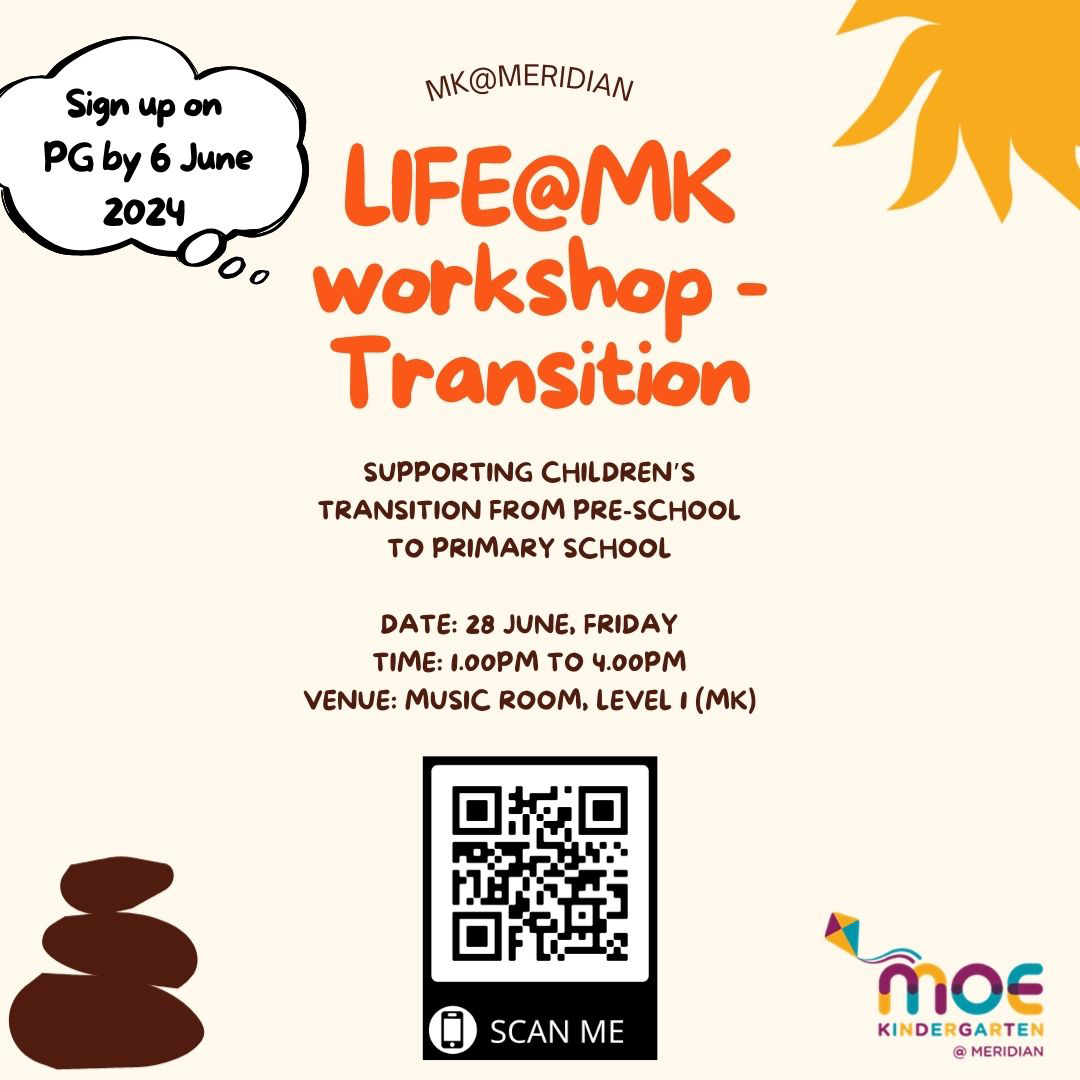 MK@MERIDIAN
Sign up on
PG by 6 June
2024
LIFE@MK
workshop -
Transition
SUPPORTING CHILDREN'S
TRANSITION FROM PRE-SCHOOL
TO PRIMARY SCHOOL
DATE: 28 JUNE, FRIDAY
TIME: 1.00PM TO 4.00PM
VENUE: MUSIC ROOM, LEVEL 1 (MK)
SCAN ME
moe
KINDERGARTEN
@ MERIDIAN